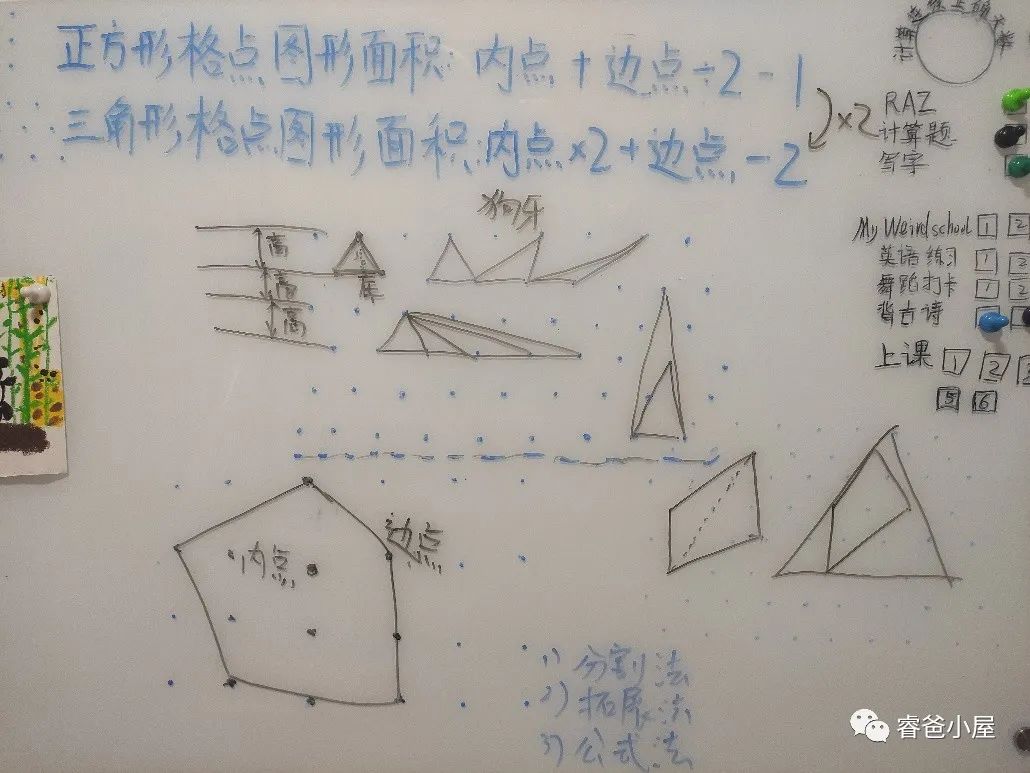 正方形格点图形面积: 内点+边点÷2-1
三角形格点图形面积:内点×2+边点-2
×2
RAZ
计算题
写字
My Weird school 1 2
英语练习 1 2
舞蹈打卡 1 2
背古诗
上课 1 2 3
5 6
狗牙
高
高
高
底
内点
边点
1) 分割法
2) 拓展法
3) 公式法
睿爸小屋